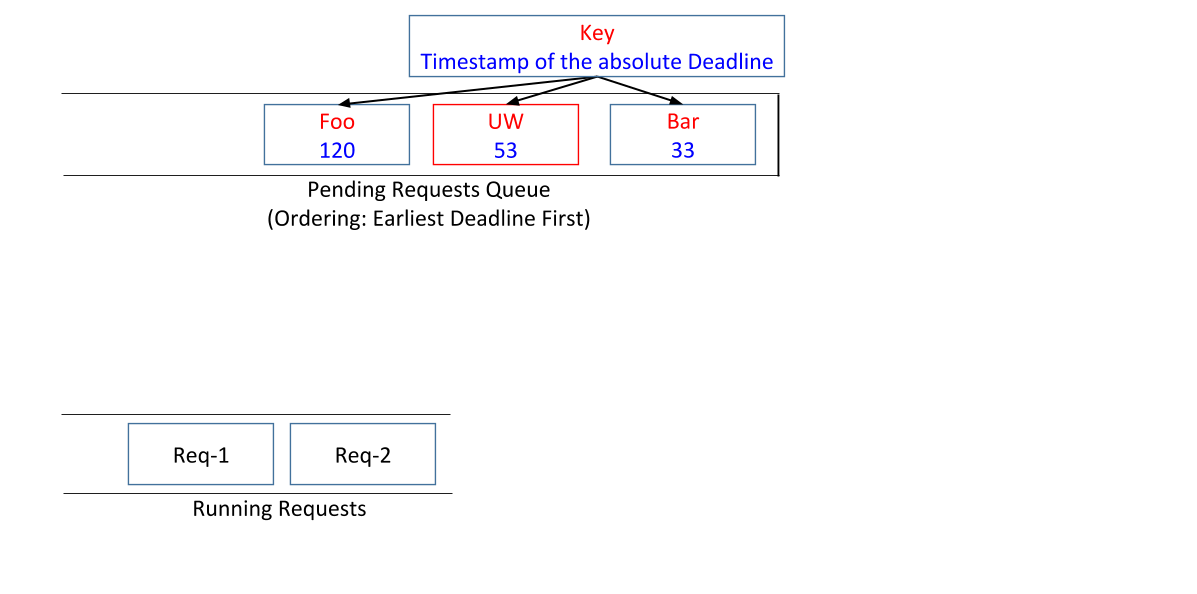 Key
Timestamp of the absolute Deadline
Foo
120
UW
53
Bar
33
Pending Requests Queue
(Ordering: Earliest Deadline First)
Req-1
Req-2
Running Requests